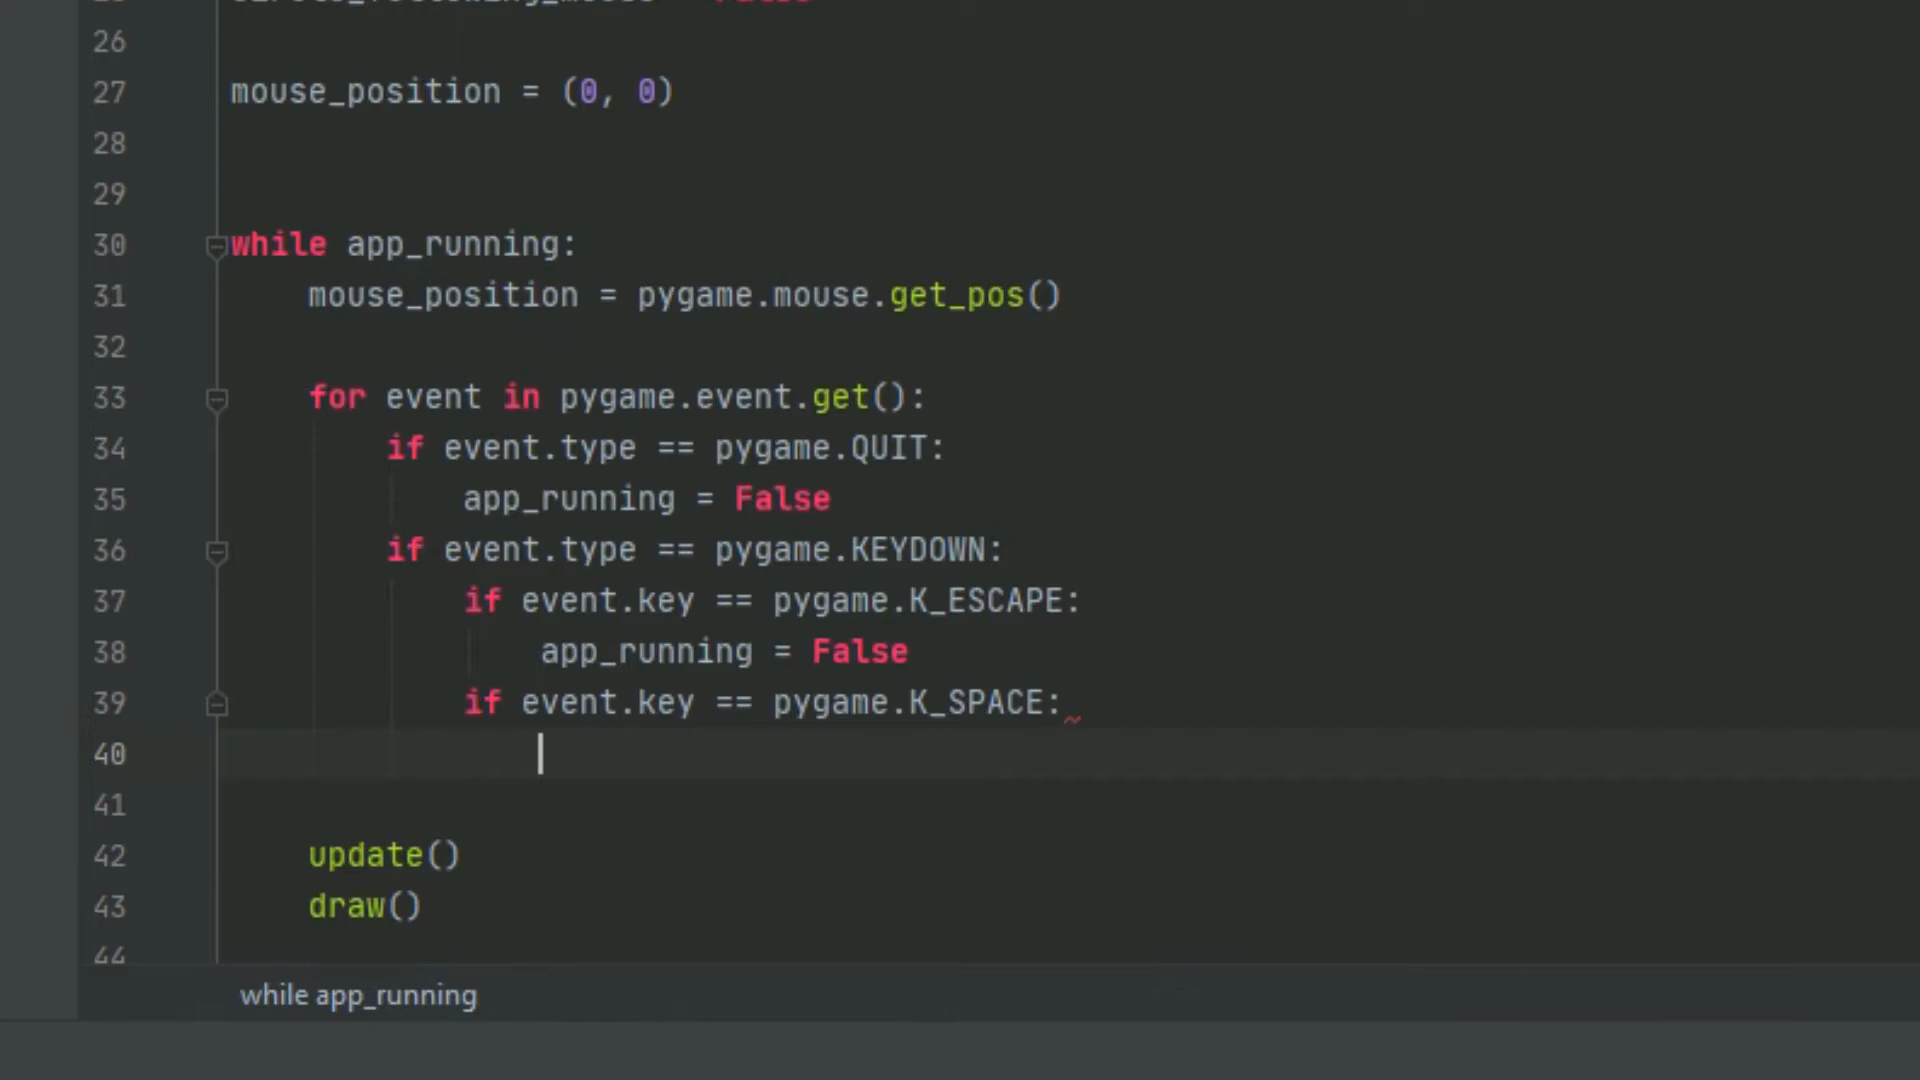 26
27 mouse_position = (0, 0)
28
29
30 while app_running:
31 mouse_position = pygame.mouse.get_pos()
32
33 for event in pygame.event.get():
34 if event.type == pygame.QUIT:
35 app_running = False
36 if event.type == pygame.KEYDOWN:
37 if event.key == pygame.K_ESCAPE:
38 app_running = False
39 if event.key == pygame.K_SPACE:
40
41
42 update()
43 draw()
44
while app_running